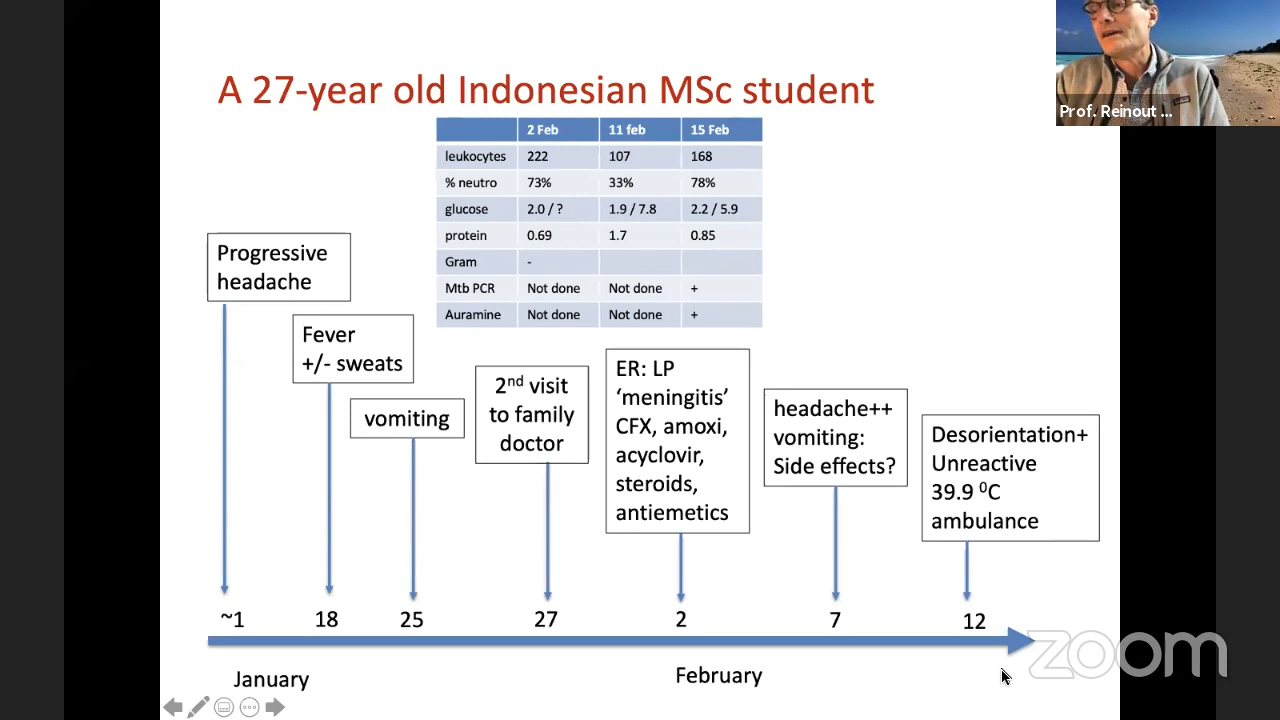 A 27-year old Indonesian MSc student
Prof. Reinout ...
2 Feb 11 feb 15 Feb
leukocytes 222 107 168
% neutro 73% 33% 78%
glucose 2.0 / ? 1.9 / 7.8 2.2 / 5.9
protein 0.69 1.7 0.85
Gram -
Mtb PCR Not done Not done +
Auramine Not done Not done +
Progressive
headache
Fever
+/- sweats
vomiting
2nd visit
to family
doctor
ER: LP
‘meningitis’
CFX, amoxi,
acyclovir,
steroids,
antiemetics
headache++
vomiting:
Side effects?
Desorientation+
Unreactive
39.9 ⁰C
ambulance
~1 18 25 27 2 7 12
January February
zoom